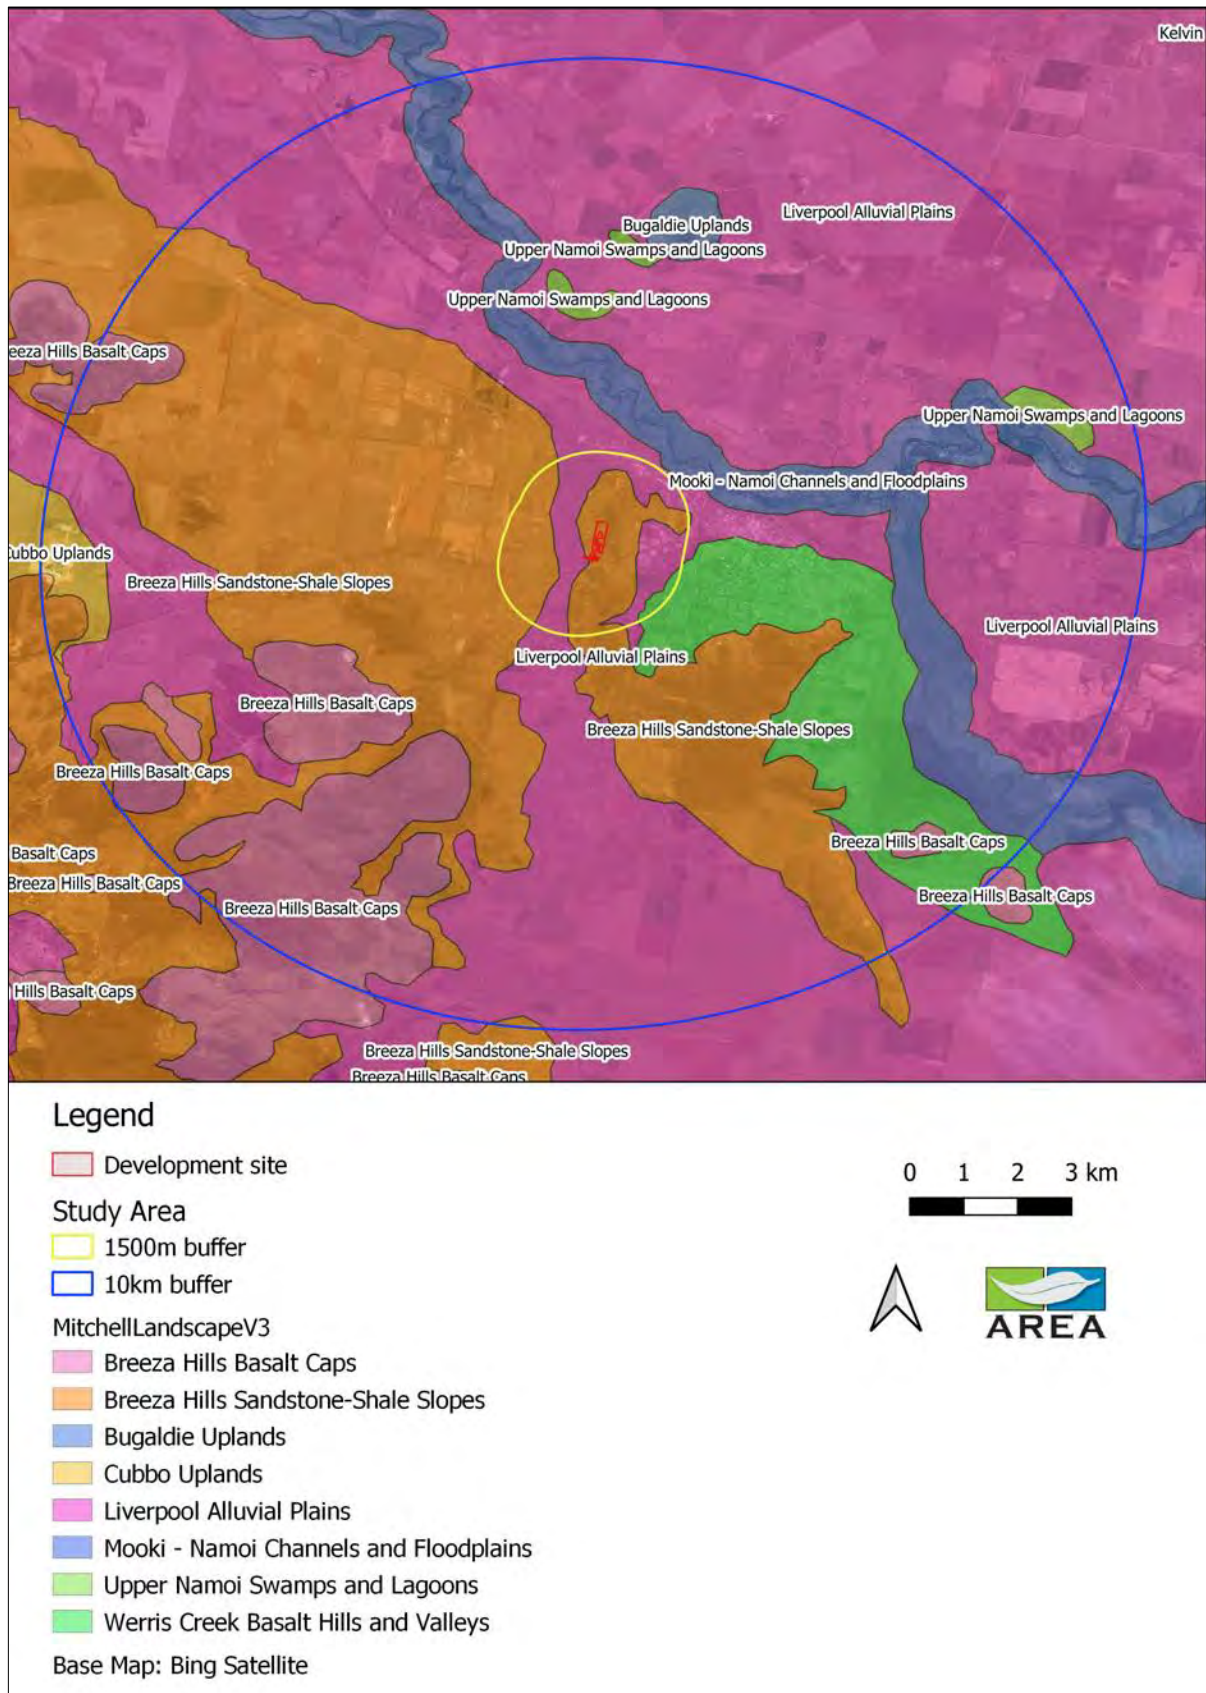 Kelvin
Liverpool Alluvial Plains
Bugaldie Uplands
Upper Namoi Swamps and Lagoons
Upper Namoi Swamps and Lagoons
eeza Hills Basalt Caps
Upper Namoi Swamps and Lagoons
Mooki - Namoi Channels and Floodplains
Cubbo Uplands
Breeza Hills Sandstone-Shale Slopes
Liverpool Alluvial Plains
Liverpool Alluvial Plains
Breeza Hills Basalt Caps
Breeza Hills Sandstone-Shale Slopes
Breeza Hills Basalt Caps
Breeza Hills Basalt Caps
Basalt Caps
Breeza Hills Basalt Caps
Breeza Hills Basalt Caps
Breeza Hills Basalt Caps
Hills Basalt Caps
Breeza Hills Sandstone-Shale Slopes
Breeza Hills Basalt Caps
Legend
Development site
Study Area
1500m buffer
10km buffer
MitchellLandscapeV3
Breeza Hills Basalt Caps
Breeza Hills Sandstone-Shale Slopes
Bugaldie Uplands
Cubbo Uplands
Liverpool Alluvial Plains
Mooki - Namoi Channels and Floodplains
Upper Namoi Swamps and Lagoons
Werris Creek Basalt Hills and Valleys
Base Map: Bing Satellite
0 1 2 3 km
AREA